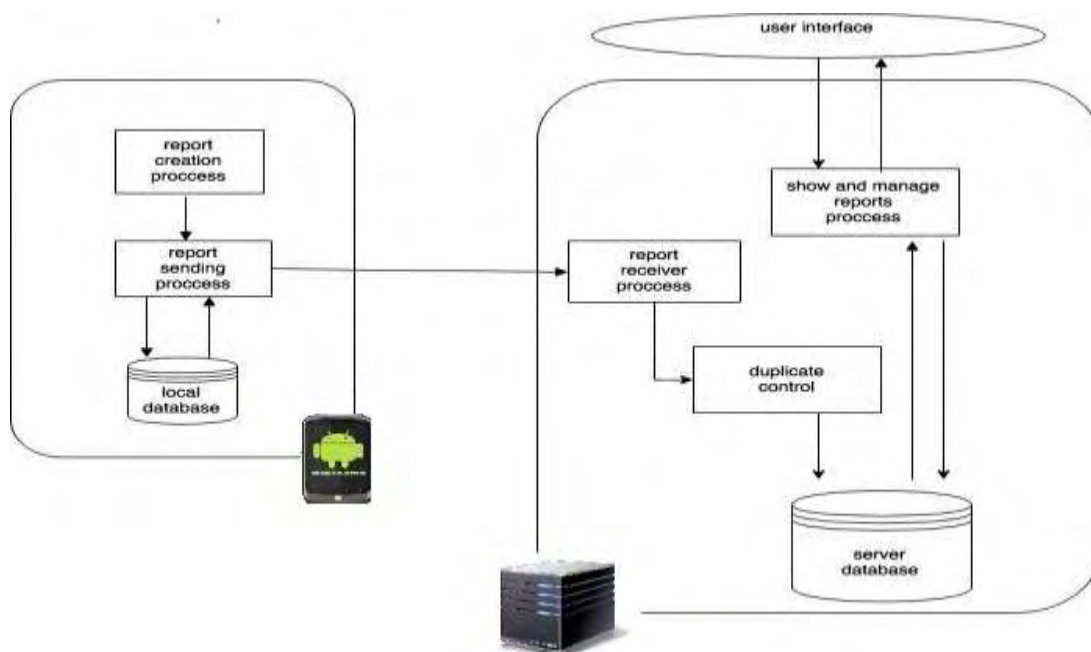 user interface
report
creation
proccess
show and manage
reports
proccess
report
sending
proccess
report
receiver
proccess
duplicate
control
local
database
server
database